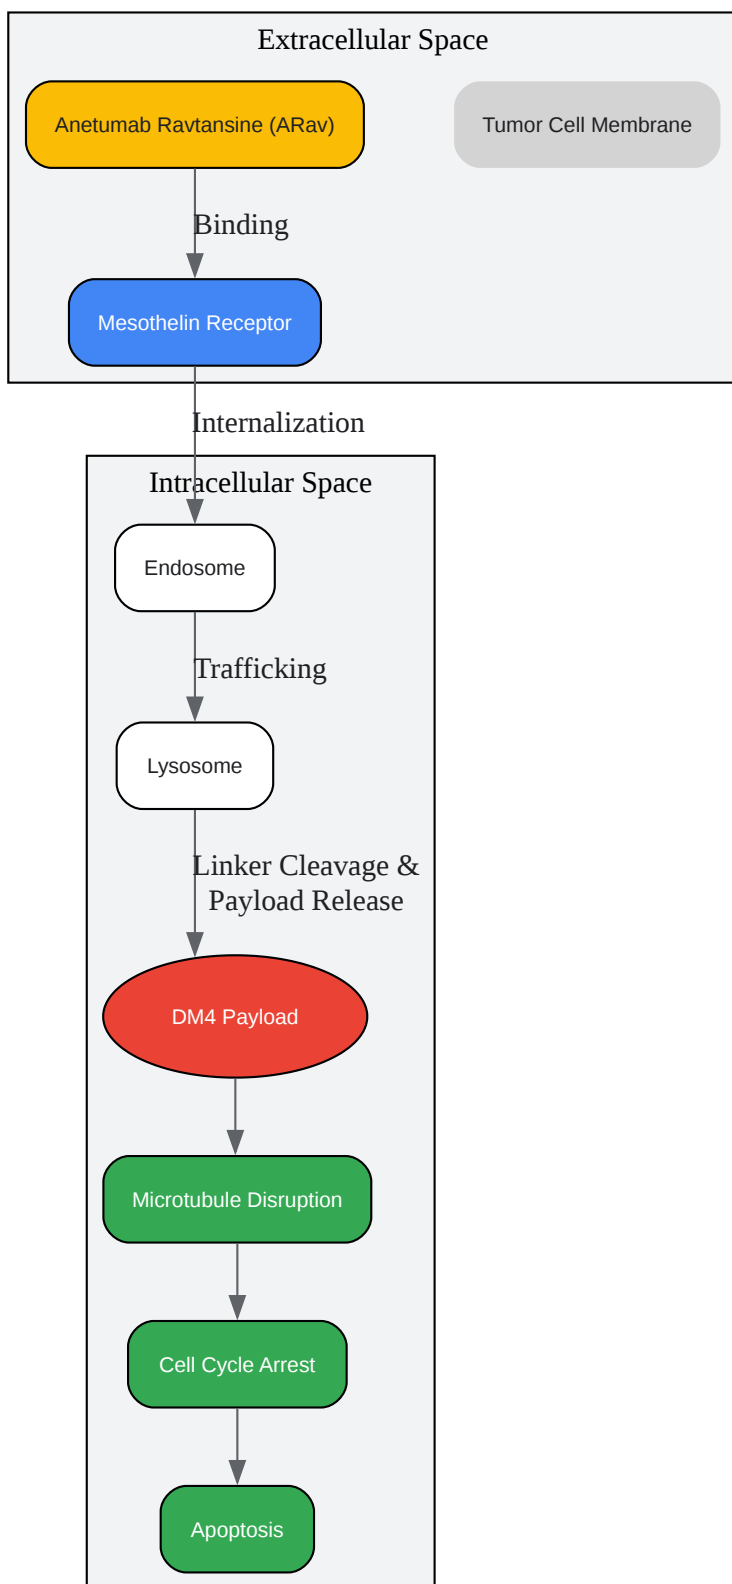 Extracellular Space
Anetumab Ravtansine (ARav)
Tumor Cell Membrane
Binding
Mesothelin Receptor
Internalization
Intracellular Space
Endosome
Trafficking
Lysosome
Linker Cleavage &
Payload Release
DM4 Payload
Microtubule Disruption
Cell Cycle Arrest
Apoptosis